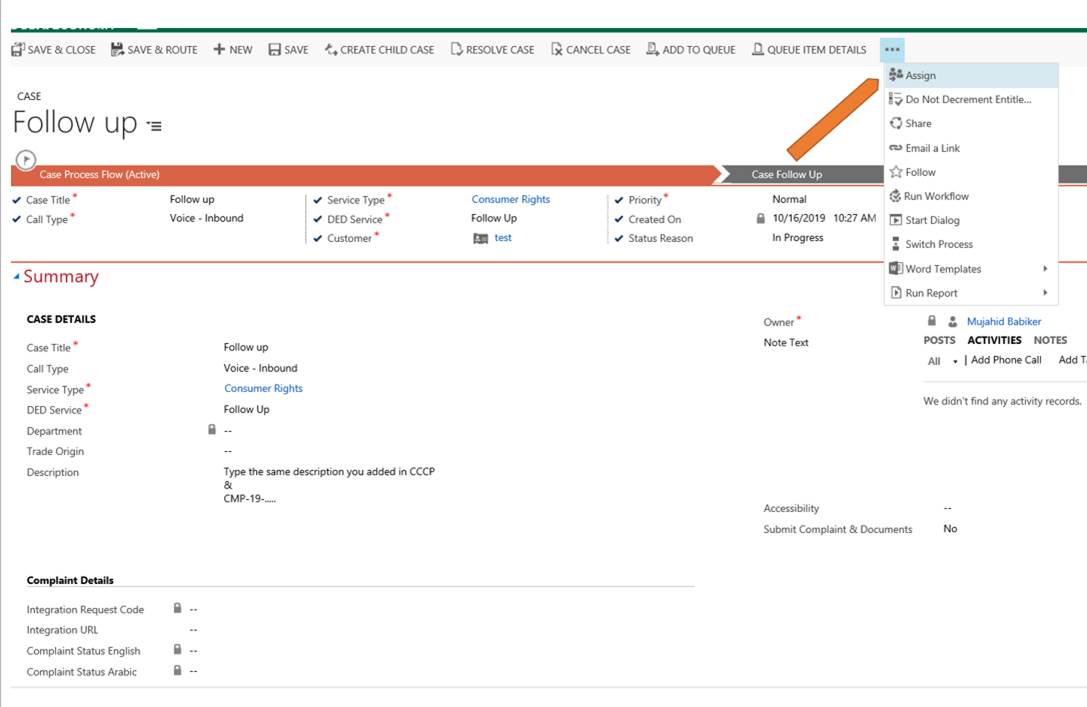 SAVE & CLOSE SAVE & ROUTE NEW SAVE CREATE CHILD CASE RESOLVE CASE CANCEL CASE ADD TO QUEUE QUEUE ITEM DETAILS •••
Assign
Do Not Decrement Entitle...
Share
Email a Link
Follow
Run Workflow
Start Dialog
Switch Process
Word Templates
Run Report
CASE
Follow up
Case Process Flow (Active) Case Follow Up
Case Title * Follow up Service Type * Consumer Rights Priority * Normal
Call Type * Voice - Inbound DED Service * Follow Up Created On 10/16/2019 10:27 AM
Customer * test Status Reason In Progress
Summary
CASE DETAILS
Case Title * Follow up
Call Type Voice - Inbound
Service Type * Consumer Rights
DED Service * Follow Up
Department --
Trade Origin --
Description Type the same description you added in CCCP
&
CMP-19-.....
Owner * Mujahid Babiker
Note Text POSTS ACTIVITIES NOTES
All | Add Phone Call Add Ta
We didn't find any activity records.
Accessibility --
Submit Complaint & Documents No
Complaint Details
Integration Request Code --
Integration URL --
Complaint Status English --
Complaint Status Arabic --